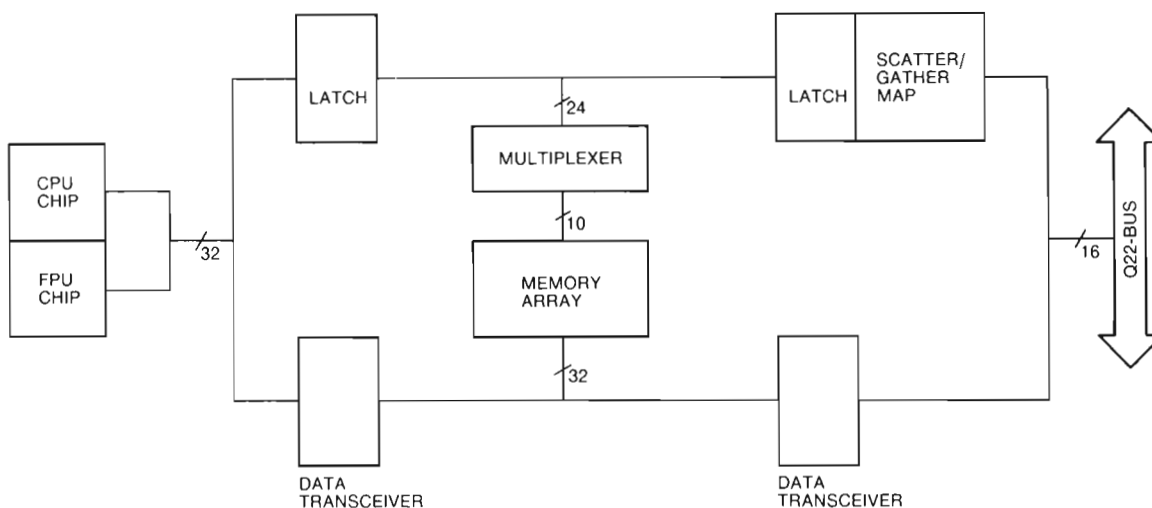 LATCH
LATCH
SCATTER/
GATHER
MAP
24
MULTIPLEXER
CPU
CHIP
10
32
FPU
CHIP
MEMORY
ARRAY
16
Q22-BUS
32
DATA
TRANSCEIVER
DATA
TRANSCEIVER